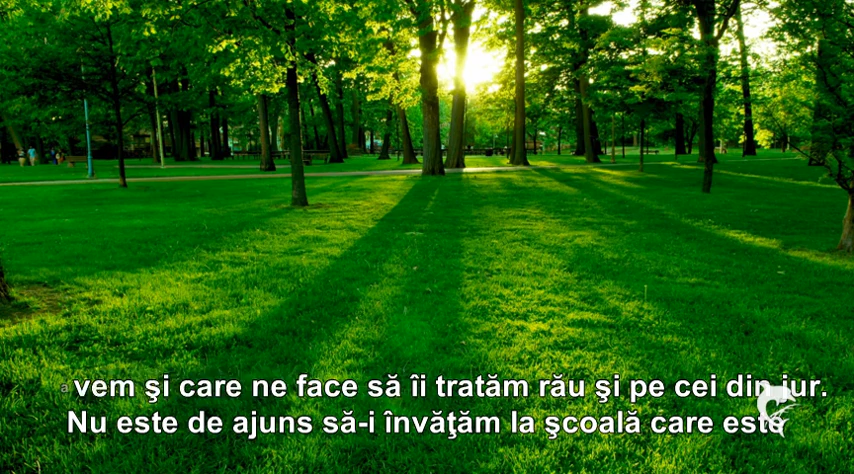 avem şi care ne face să îi tratăm rău şi pe cei din jur.
Nu este de ajuns să-i învăţăm la şcoală care este